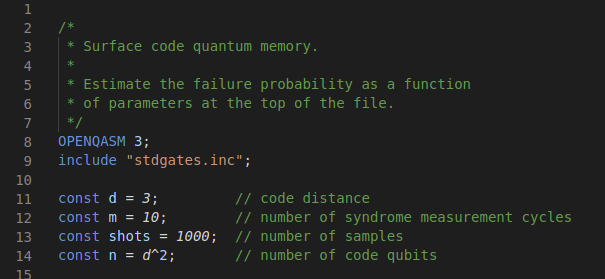 1
2 /*
3 * Surface code quantum memory.
4 *
5 * Estimate the failure probability as a function
6 * of parameters at the top of the file.
7 */
8 OPENQASM 3;
9 include "stdgates.inc";
10
11 const d = 3; // code distance
12 const m = 10; // number of syndrome measurement cycles
13 const shots = 1000; // number of samples
14 const n = d^2; // number of code qubits
15